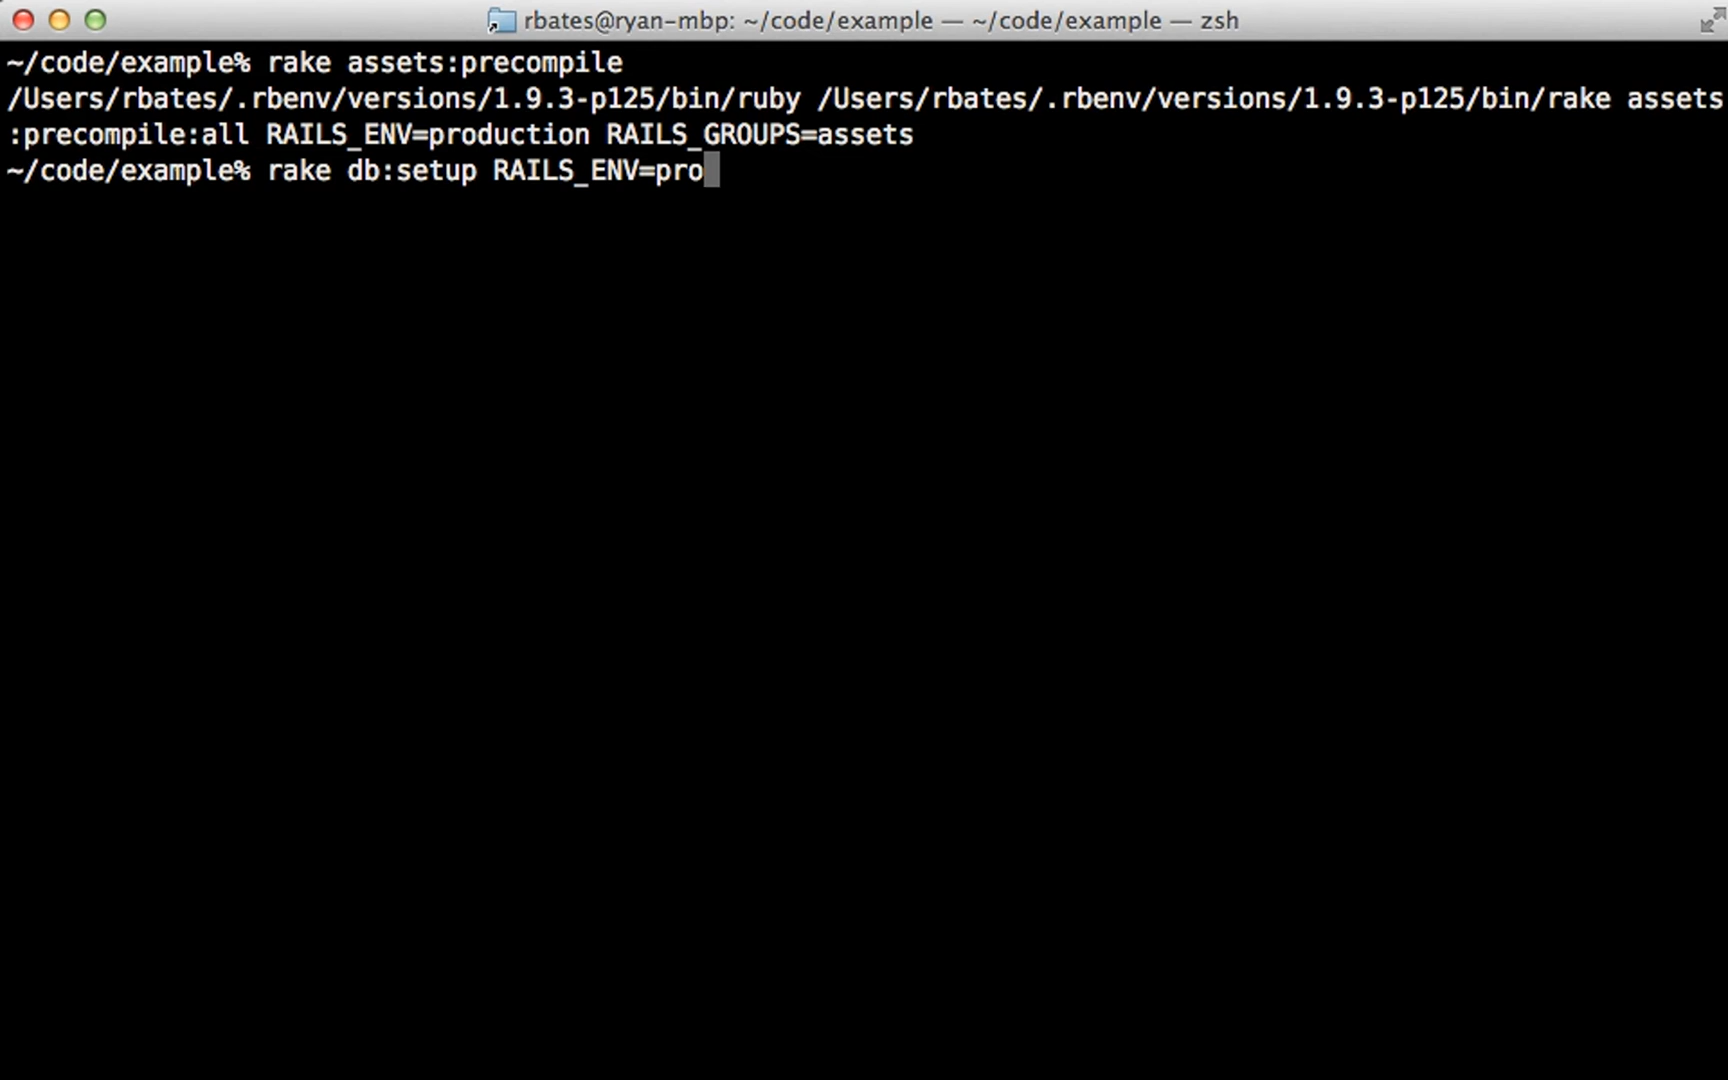 rbates@ryan-mbp: ~/code/example — ~/code/example — zsh
~/code/example% rake assets:precompile
/Users/rbates/.rbenv/versions/1.9.3-p125/bin/ruby /Users/rbates/.rbenv/versions/1.9.3-p125/bin/rake assets
:precompile:all RAILS_ENV=production RAILS_GROUPS=assets
~/code/example% rake db:setup RAILS_ENV=pro